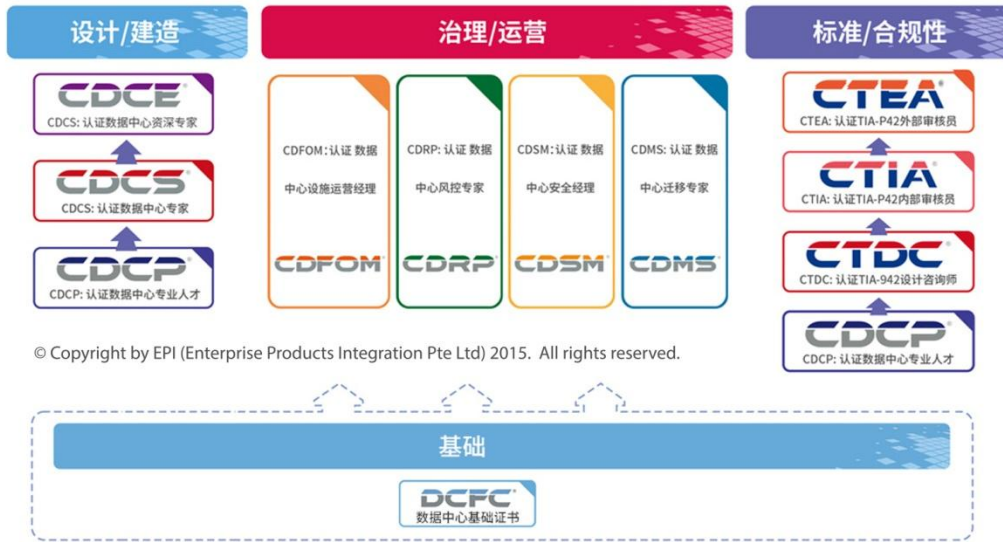 设计/建造
治理/运营
标准/合规性
CDCE®
CDCS: 认证数据中心资深专家
CDCS®
CDCS: 认证数据中心专家
CDCP®
CDCP: 认证数据中心专业人才
CDFOM: 认证 数据
中心设施运营经理
CDFOM®
CDRP: 认证 数据
中心风控专家
CDRP®
CDSM: 认证 数据
中心安全经理
CDSM®
CDMS: 认证 数据
中心迁移专家
CDMS®
CTEA®
CTEA: 认证TIA-P42外部审核员
CTIA®
CTIA: 认证TIA-P42内部审核员
CTDC®
CTDC: 认证TIA-942设计咨询师
CDCP®
CDCP: 认证数据中心专业人才
© Copyright by EPI (Enterprise Products Integration Pte Ltd) 2015. All rights reserved.
基础
DCFC®
数据中心基础证书